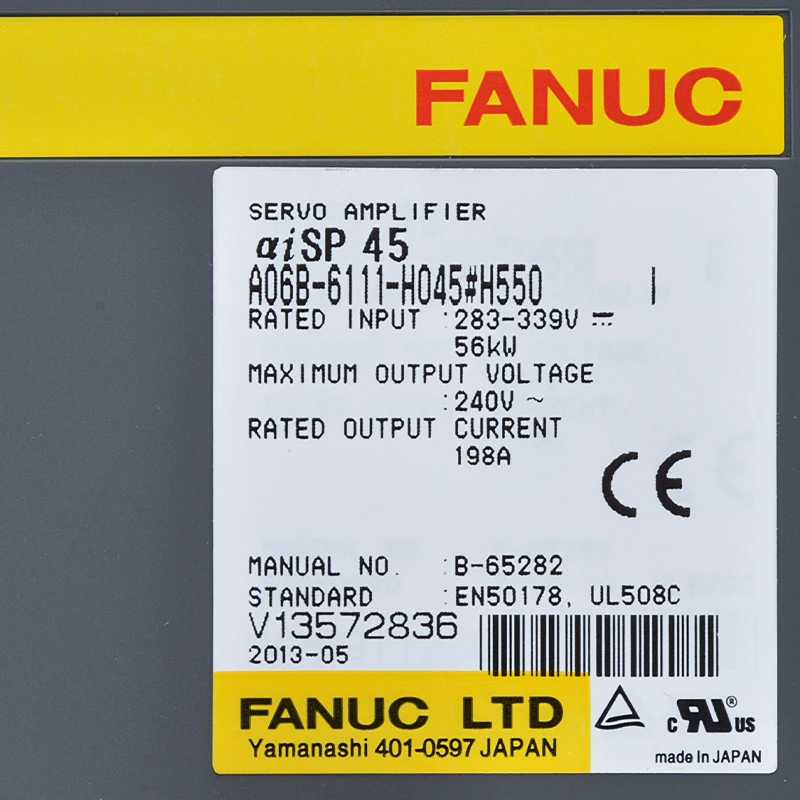 FANUC
SERVO AMPLIFIER
αiSP 45
A06B-6111-H045#H550 I
RATED INPUT :283-339V ⎓
56kW
MAXIMUM OUTPUT VOLTAGE
:240V ~
RATED OUTPUT CURRENT
198A
CE
MANUAL NO. :B-65282
STANDARD :EN50178, UL508C
V13572836
2013-05
FANUC LTD
Yamanashi 401-0597 JAPAN
c RU ® US
made in JAPAN